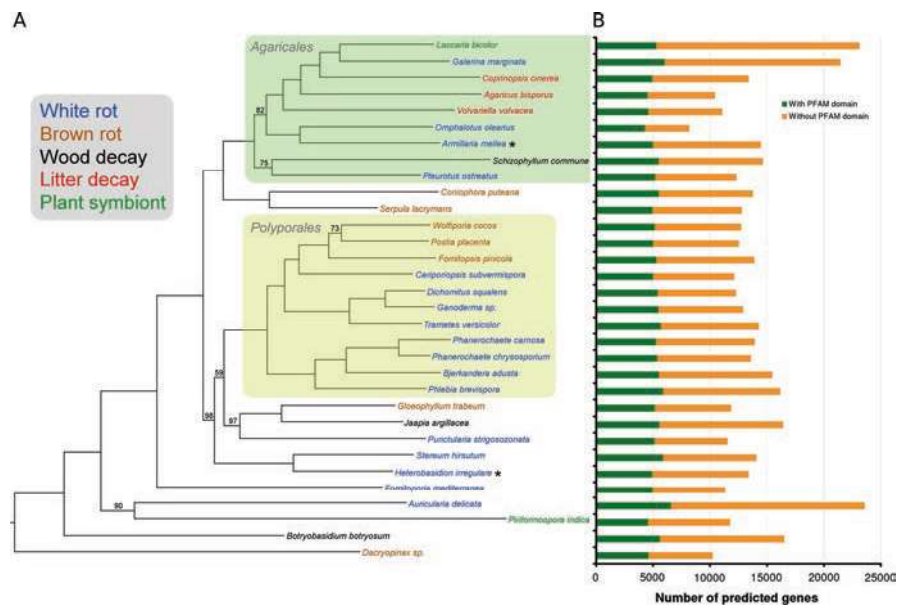 A
B
Agaricales
White rot
Brown rot
Wood decay
Litter decay
Plant symbiont
Laccaria bicolor
Galerina marginata
Coprinopsis cinerea
Agaricus bisporus
Volvariella volvacea
82
Omphalotus olearius
Armillaria mellea *
75
Schizophyllum commune
Pleurotus ostreatus
Coniophora puteana
Serpula lacrymans
Polyporales
73
Wolfiporia cocos
Postia placenta
Fomitopsis pinicola
Ceriporiopsis subvermispora
Dichomitus squalens
Ganoderma sp.
Trametes versicolor
Phanerochaete carnosa
Phanerochaete chrysosporium
Bjerkandera adusta
Phlebia brevispora
59
98
97
Gloeophyllum trabeum
Jaapia argillacea
Punctularia strigosozonata
Stereum hirsutum
Heterobasidion irregulare *
Fomitiporia mediterranea
90
Auricularia delicata
Piriformospora indica
Botryobasidium botryosum
Dacryopinax sp.
With PFAM domain
Without PFAM domain
0 5000 10000 15000 20000 25000
Number of predicted genes